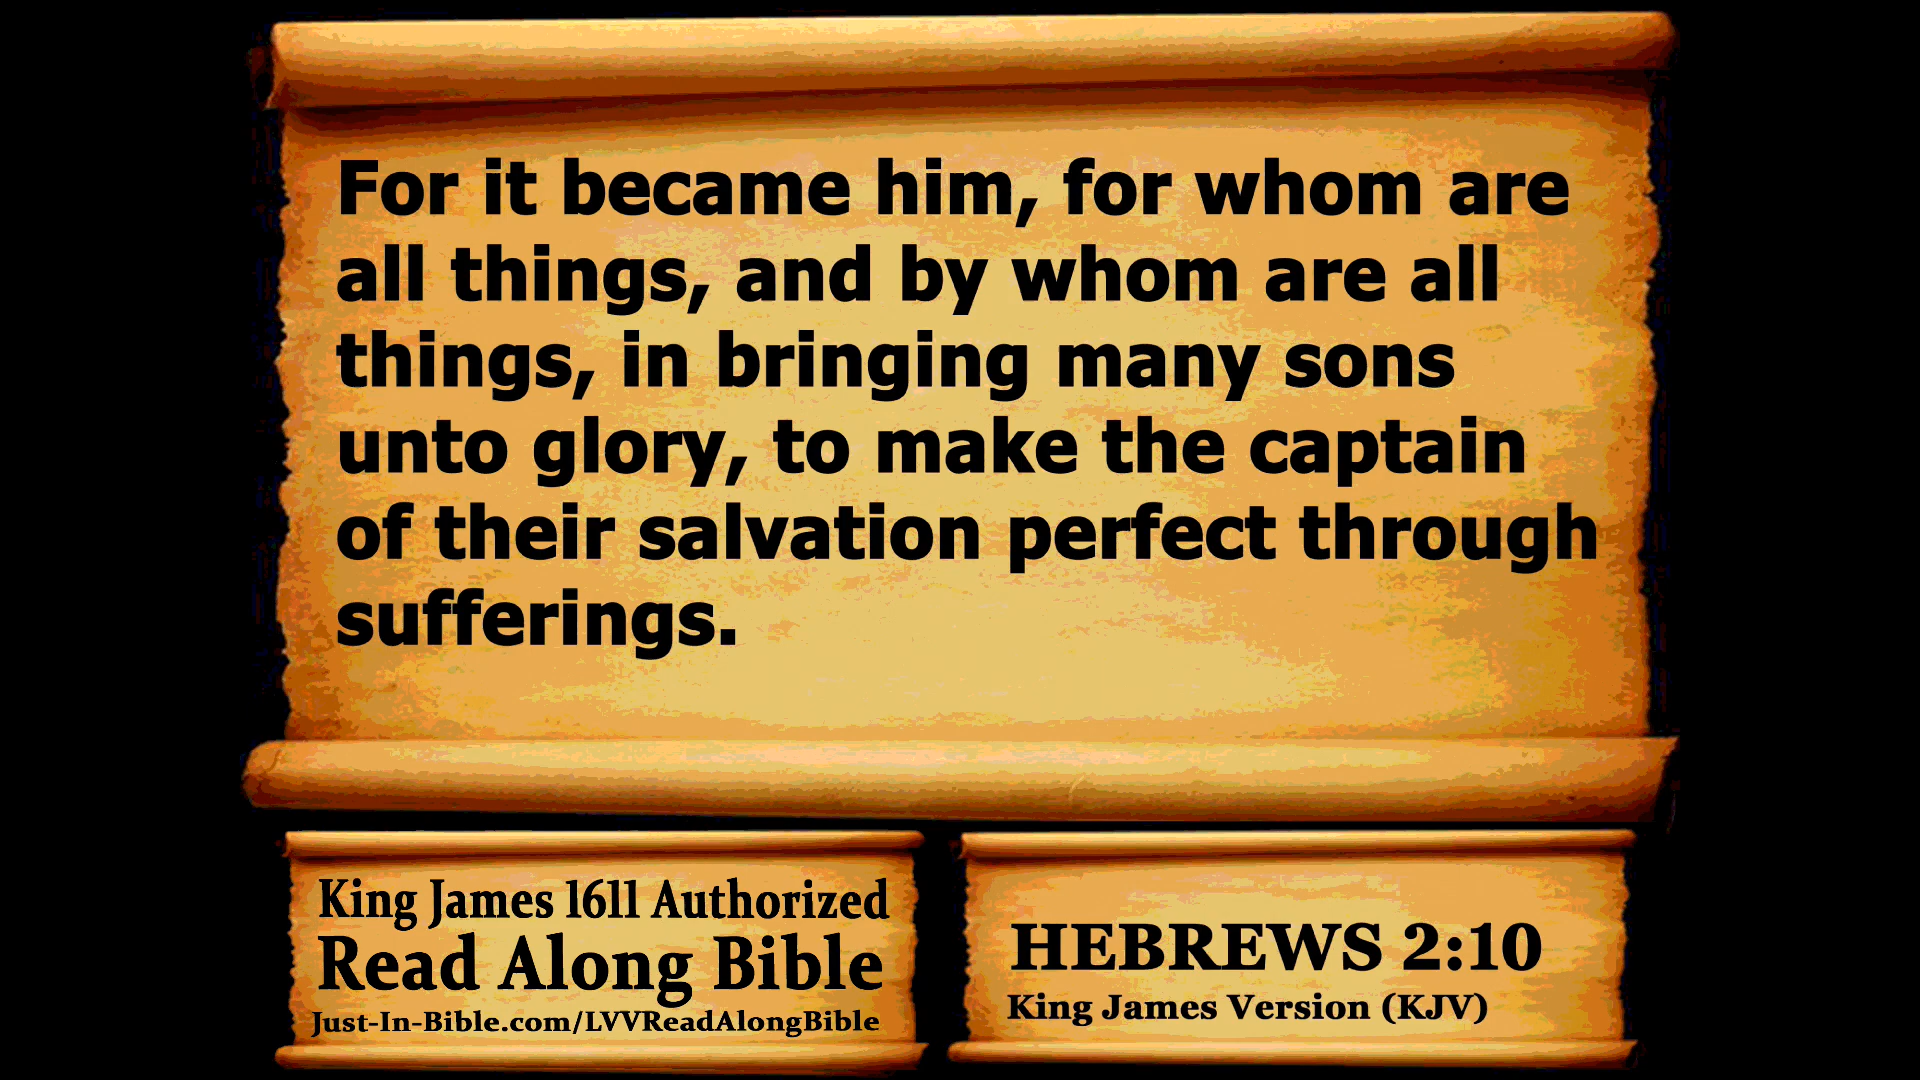 For it became him, for whom are
all things, and by whom are all
things, in bringing many sons
unto glory, to make the captain
of their salvation perfect through
sufferings.
King James 1611 Authorized
Read Along Bible
Just-In-Bible.com/LVVReadAlongBible
HEBREWS 2:10
King James Version (KJV)